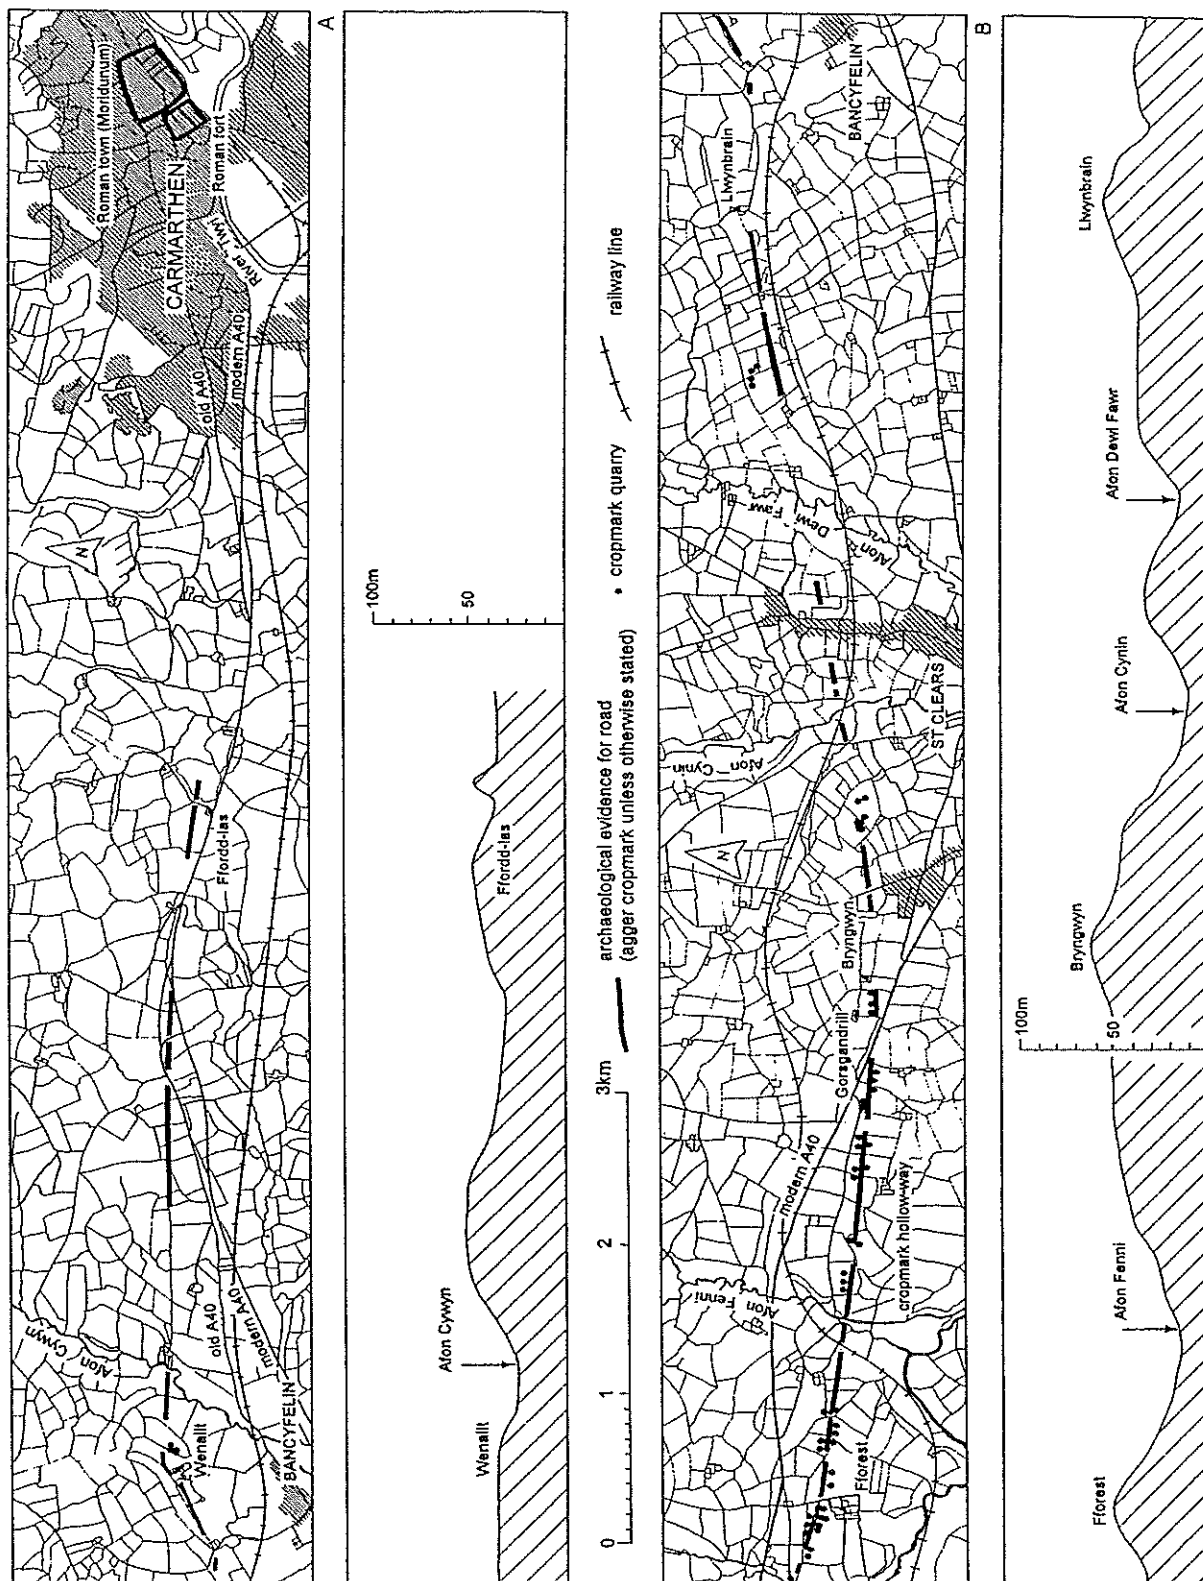 Roman town (Moridunum)
CARMARTHEN
Roman fort
River Tywi
old A40
modern A40
N
Ffordd-las
old A40
modern A40
Afon Cywyn
Wenallt
BANCYFELIN
A
100m
50
Ffordd-las
Afon Cywyn
Wenallt
0
1
2
3km
archaeological evidence for road
(agger cropmark unless otherwise stated)
cropmark quarry
railway line
BANCYFELIN
Llwynbrain
Afon Dewi Fawr
ST CLEARS
Afon Cynin
N
Bryngwyn
Gorsgandrill
modern A40
cropmark hollow-way
Afon Fenni
Fforest
B
100m
50
Llwynbrain
Afon Dewi Fawr
Afon Cynin
Bryngwyn
Afon Fenni
Fforest